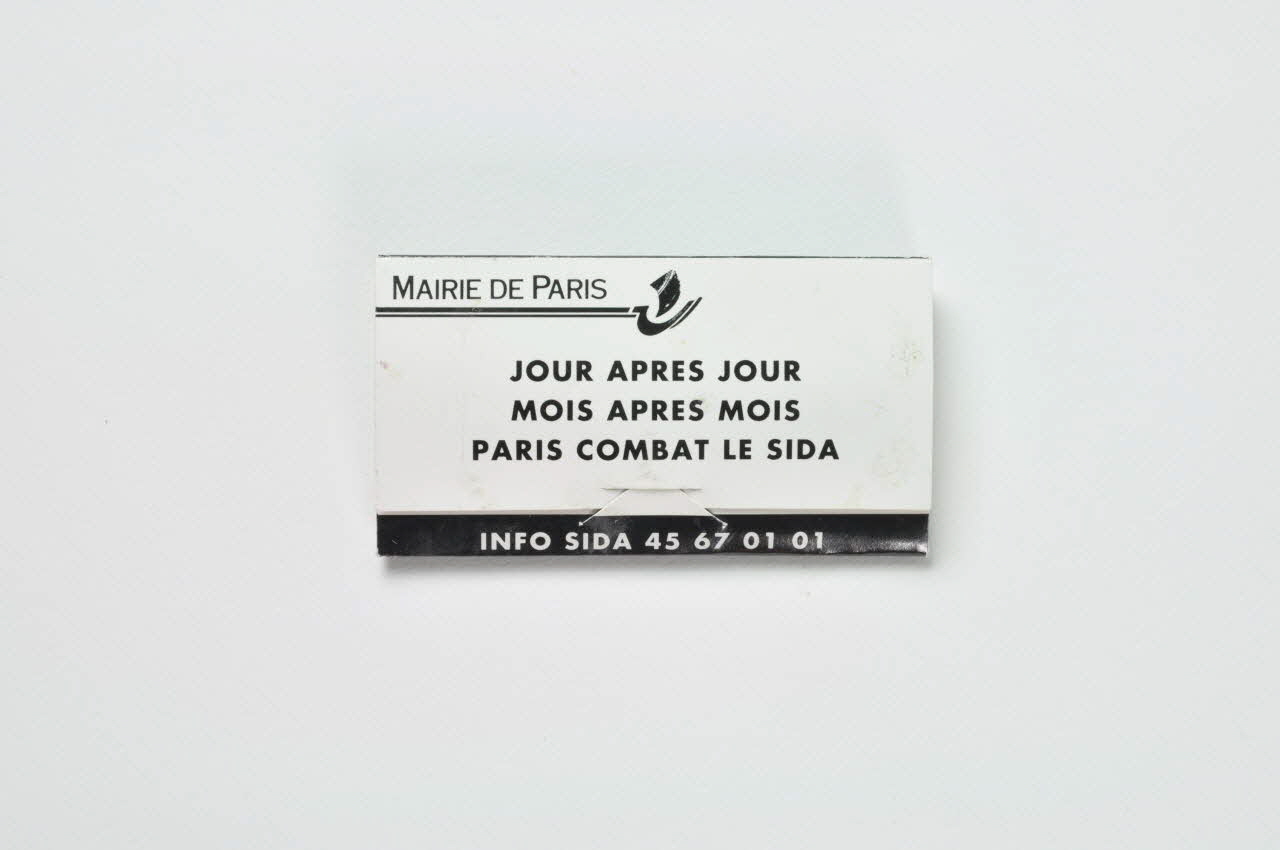 MAIRIE DE PARIS
JOUR APRES JOUR
MOIS APRES MOIS
PARIS COMBAT LE SIDA
INFO SIDA 45 67 01 01